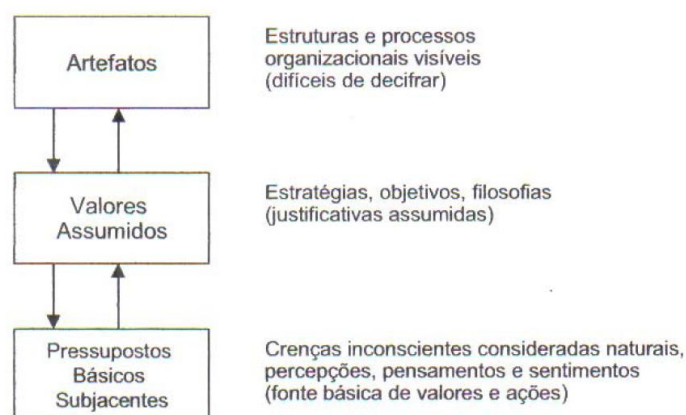 Artefatos
Estruturas e processos
organizacionais visíveis
(difíceis de decifrar)
Valores
Assumidos
Estratégias, objetivos, filosofias
(justificativas assumidas)
Pressupostos
Básicos
Subjacentes
Crenças inconscientes consideradas naturais,
percepções, pensamentos e sentimentos
(fonte básica de valores e ações)